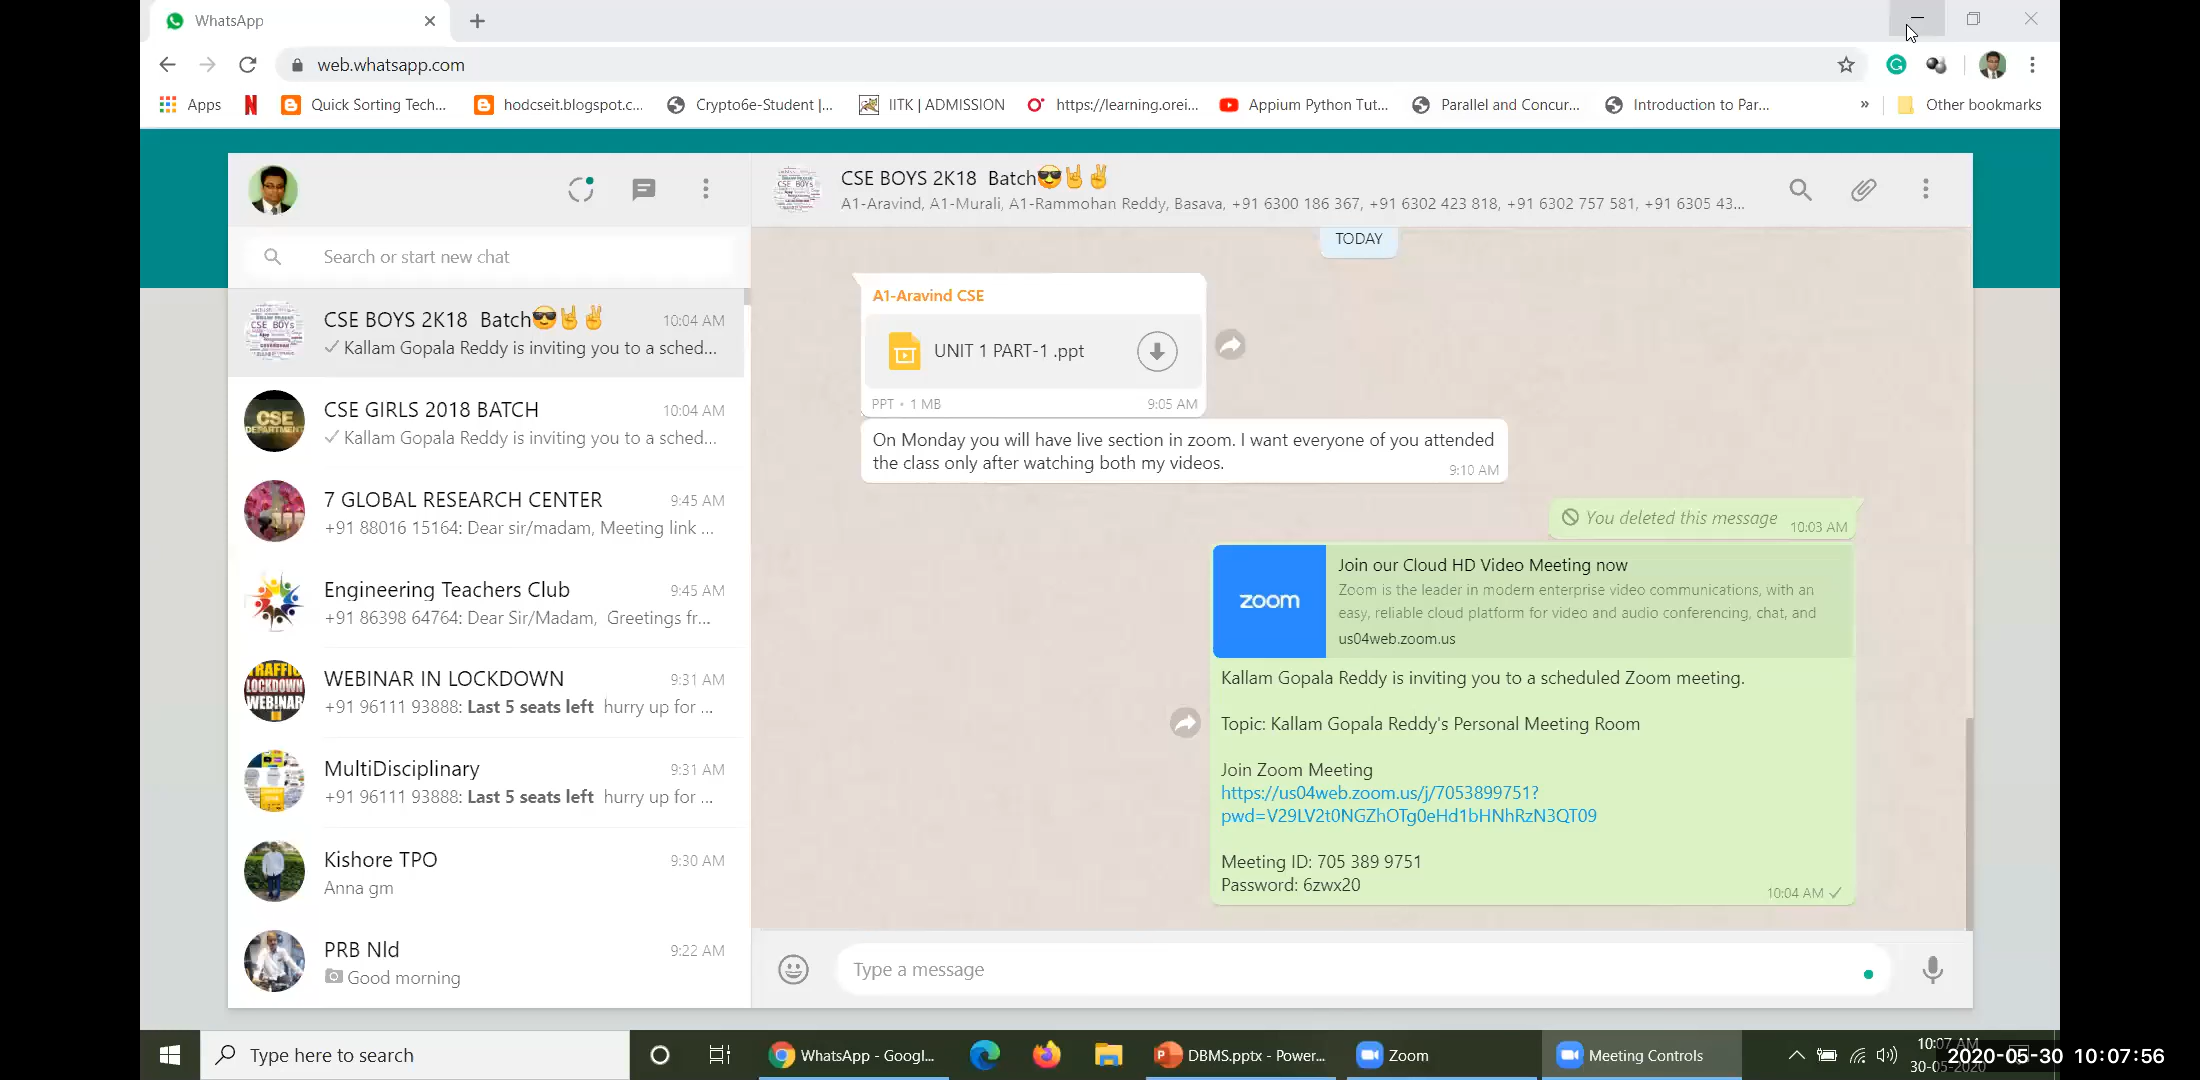 WhatsApp
web.whatsapp.com
Apps
Quick Sorting Tech...
hodcseit.blogspot.c...
Crypto6e-Student |...
IITK | ADMISSION
https://learning.orei...
Appium Python Tut...
Parallel and Concur...
Introduction to Par...
»
Other bookmarks
CSE BOYS 2K18 Batch😎🤘✌
A1-Aravind, A1-Murali, A1-Rammohan Reddy, Basava, +91 6300 186 367, +91 6302 423 818, +91 6302 757 581, +91 6305 43...
Search or start new chat
CSE BOYS 2K18 Batch😎🤘✌ 10:04 AM
Kallam Gopala Reddy is inviting you to a sched...
CSE GIRLS 2018 BATCH 10:04 AM
Kallam Gopala Reddy is inviting you to a sched...
7 GLOBAL RESEARCH CENTER 9:45 AM
+91 88016 15164: Dear sir/madam, Meeting link ...
Engineering Teachers Club 9:45 AM
+91 86398 64764: Dear Sir/Madam, Greetings fr...
WEBINAR IN LOCKDOWN 9:31 AM
+91 96111 93888: Last 5 seats left hurry up for ...
MultiDisciplinary 9:31 AM
+91 96111 93888: Last 5 seats left hurry up for ...
Kishore TPO 9:30 AM
Anna gm
PRB Nld 9:22 AM
Good morning
CSE BOYS
CSE
DEPARTMENT
TRAFFIC
LOCKDOWN
WEBINAR
TODAY
A1-Aravind CSE
UNIT 1 PART-1 .ppt
PPT • 1 MB 9:05 AM
On Monday you will have live section in zoom. I want everyone of you attended
the class only after watching both my videos. 9:10 AM
You deleted this message 10:03 AM
zoom
Join our Cloud HD Video Meeting now
Zoom is the leader in modern enterprise video communications, with an
easy, reliable cloud platform for video and audio conferencing, chat, and
us04web.zoom.us
Kallam Gopala Reddy is inviting you to a scheduled Zoom meeting.
Topic: Kallam Gopala Reddy's Personal Meeting Room
Join Zoom Meeting
https://us04web.zoom.us/j/7053899751?
pwd=V29LV2t0NGZhOTg0eHd1bHNhRzN3QT09
Meeting ID: 705 389 9751
Password: 6zwx20
10:04 AM
Type a message
Type here to search
WhatsApp - Googl...
DBMS.pptx - Power...
Zoom
Meeting Controls
10:07 AM
30-05-2020
2020-05-30 10:07:56